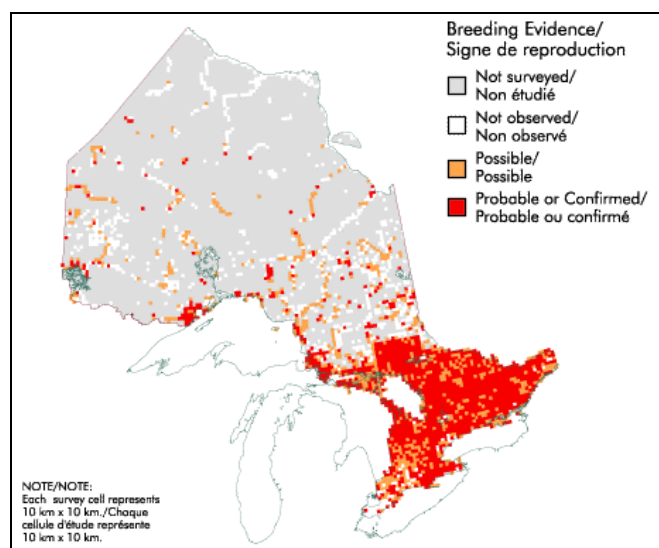 Breeding Evidence/
Signe de reproduction
Not surveyed/
Non étudié
Not observed/
Non observé
Possible/
Possible
Probable or Confirmed/
Probable ou confirmé
NOTE/NOTE:
Each survey cell represents
10 km x 10 km./Chaque
cellule d'étude représente
10 km x 10 km.